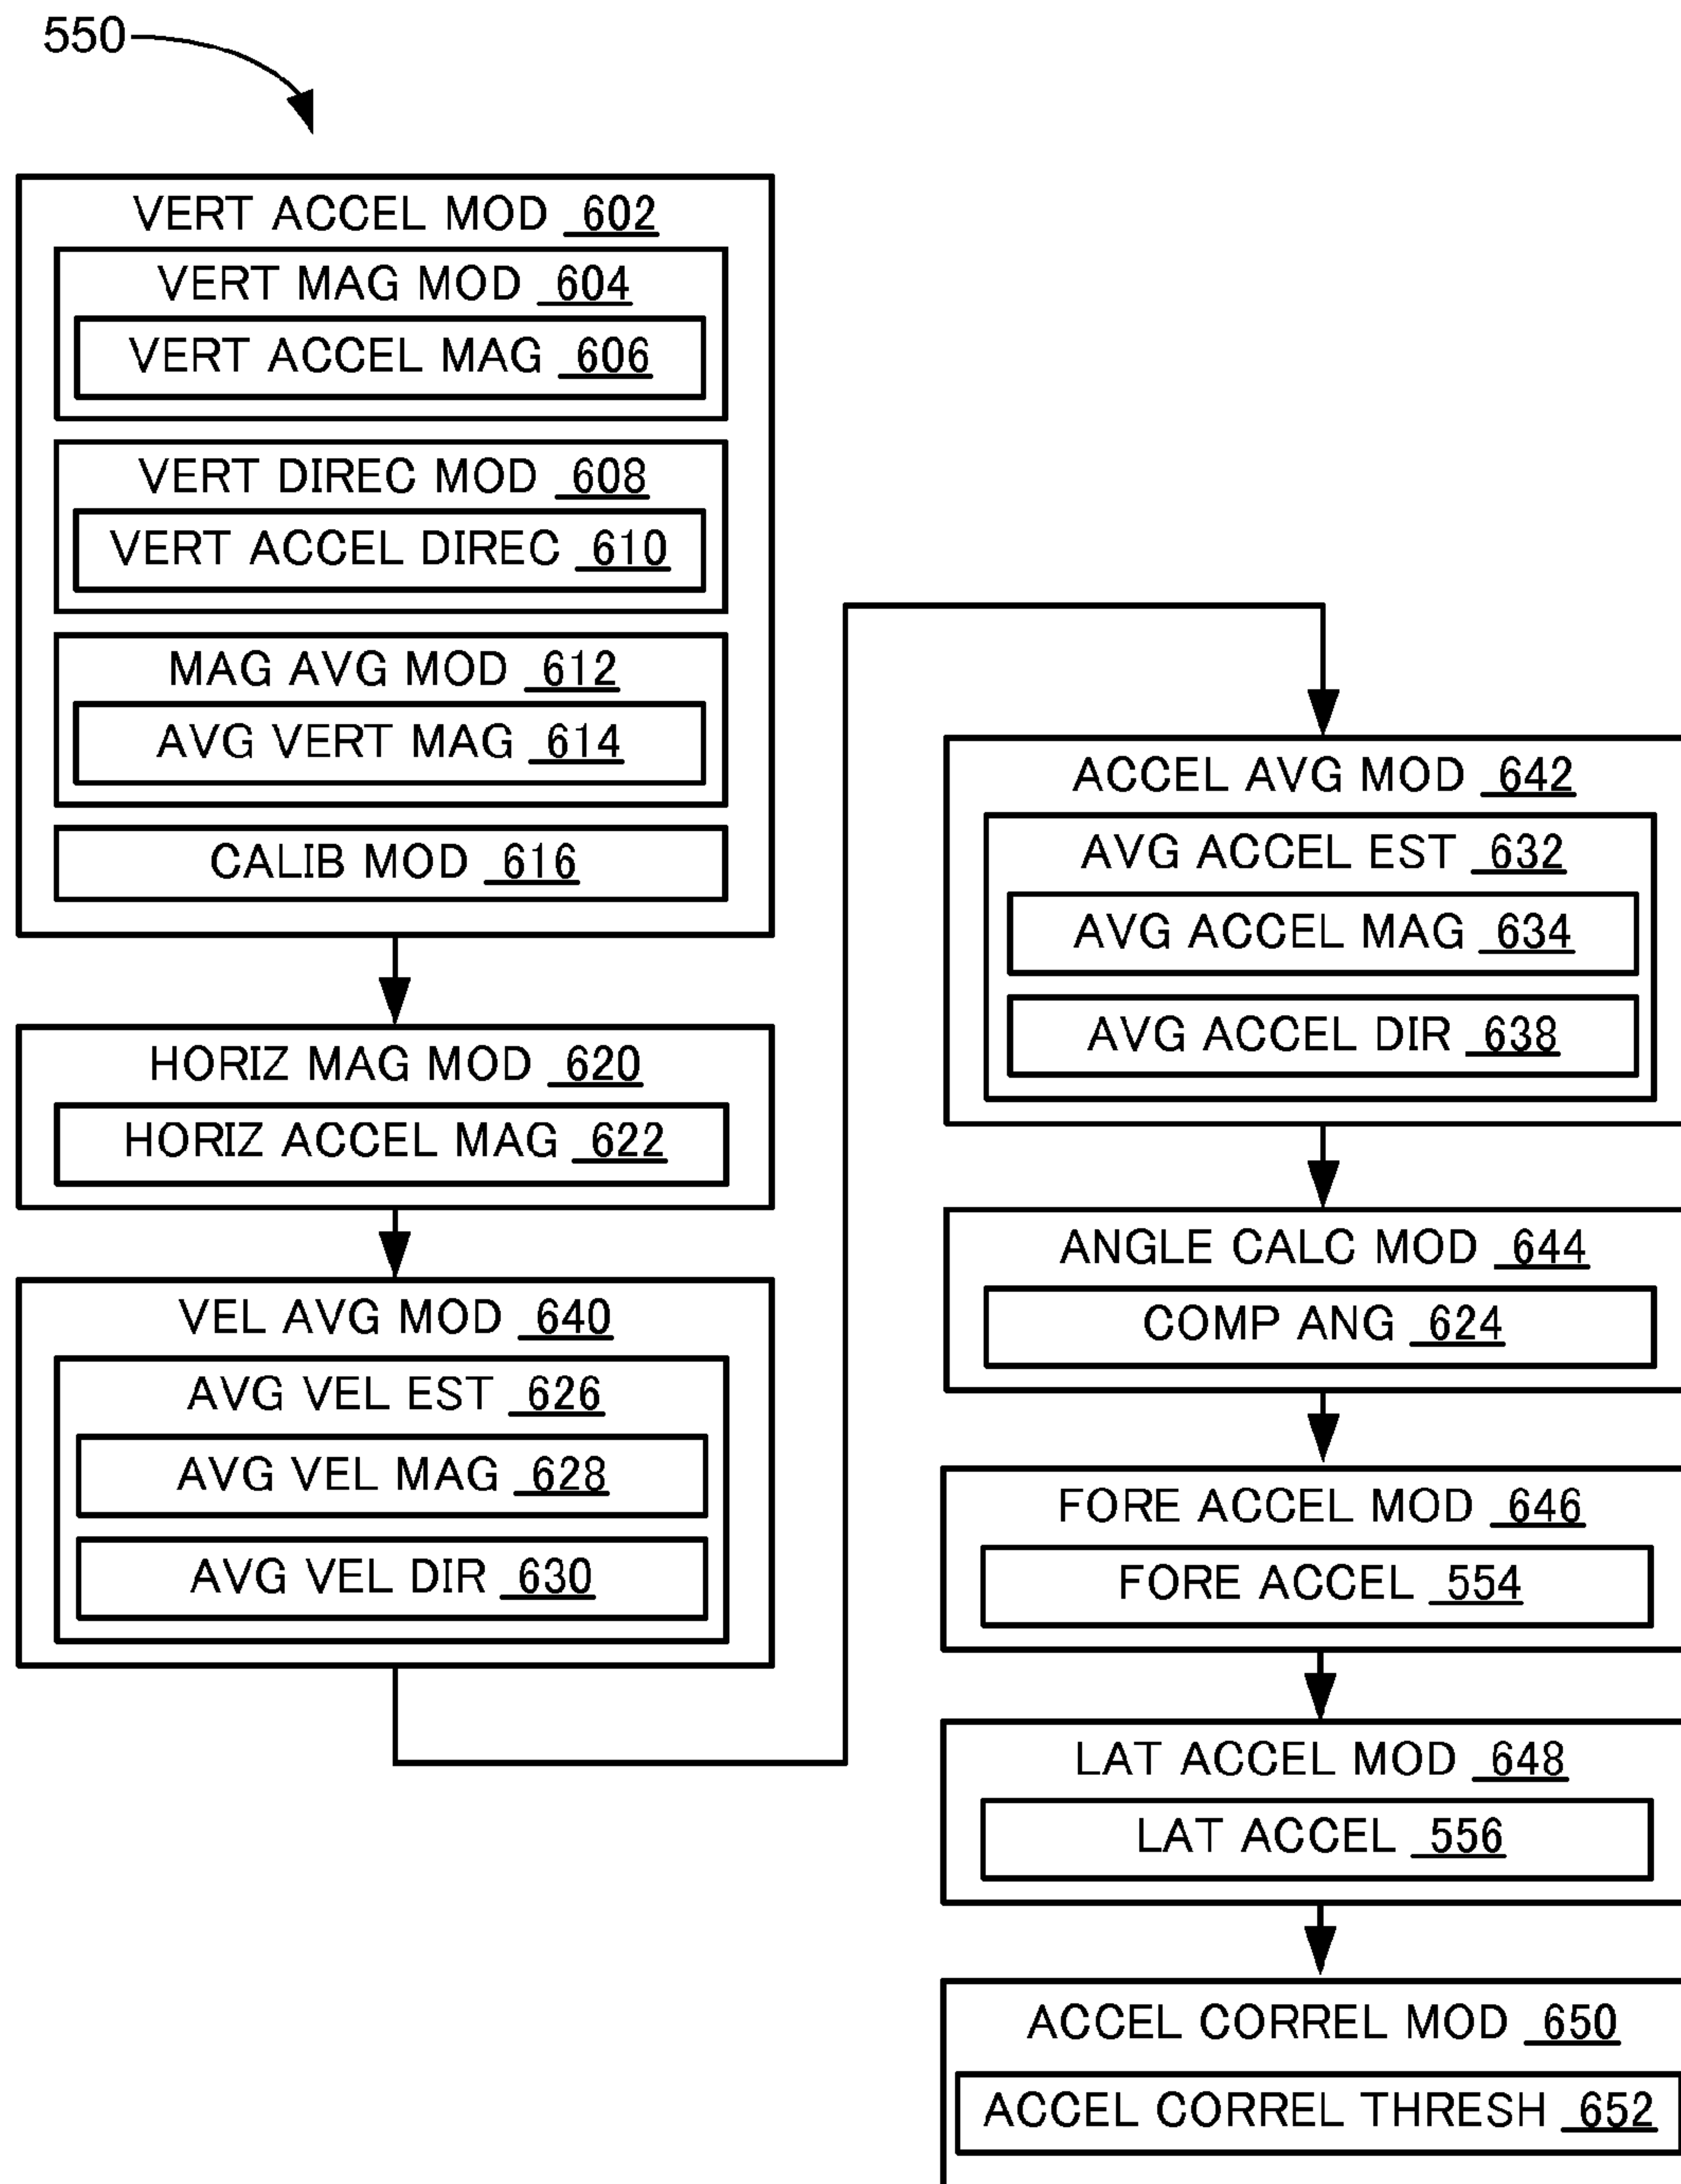 550
VERT ACCEL MOD 602
VERT MAG MOD 604
VERT ACCEL MAG 606
VERT DIREC MOD 608
VERT ACCEL DIREC 610
MAG AVG MOD 612
AVG VERT MAG 614
CALIB MOD 616
HORIZ MAG MOD 620
HORIZ ACCEL MAG 622
VEL AVG MOD 640
AVG VEL EST 626
AVG VEL MAG 628
AVG VEL DIR 630
ACCEL AVG MOD 642
AVG ACCEL EST 632
AVG ACCEL MAG 634
AVG ACCEL DIR 638
ANGLE CALC MOD 644
COMP ANG 624
FORE ACCEL MOD 646
FORE ACCEL 554
LAT ACCEL MOD 648
LAT ACCEL 556
ACCEL CORREL MOD 650
ACCEL CORREL THRESH 652